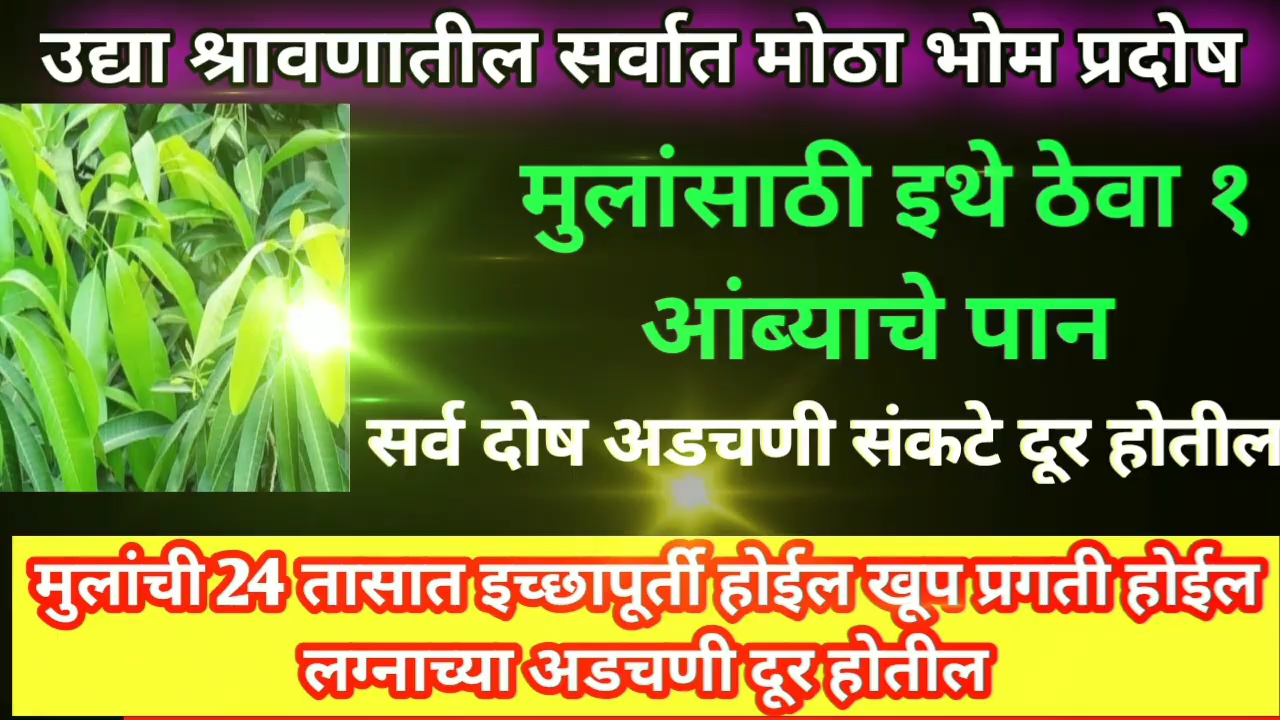 उद्या श्रावणातील सर्वात मोठा भोम प्रदोष
मुलांसाठी इथे ठेवा १
आंब्याचे पान
सर्व दोष अडचणी संकटे दूर होतील
मुलांची 24 तासात इच्छापूर्ती होईल खूप प्रगती होईल
लग्नाच्या अडचणी दूर होतील